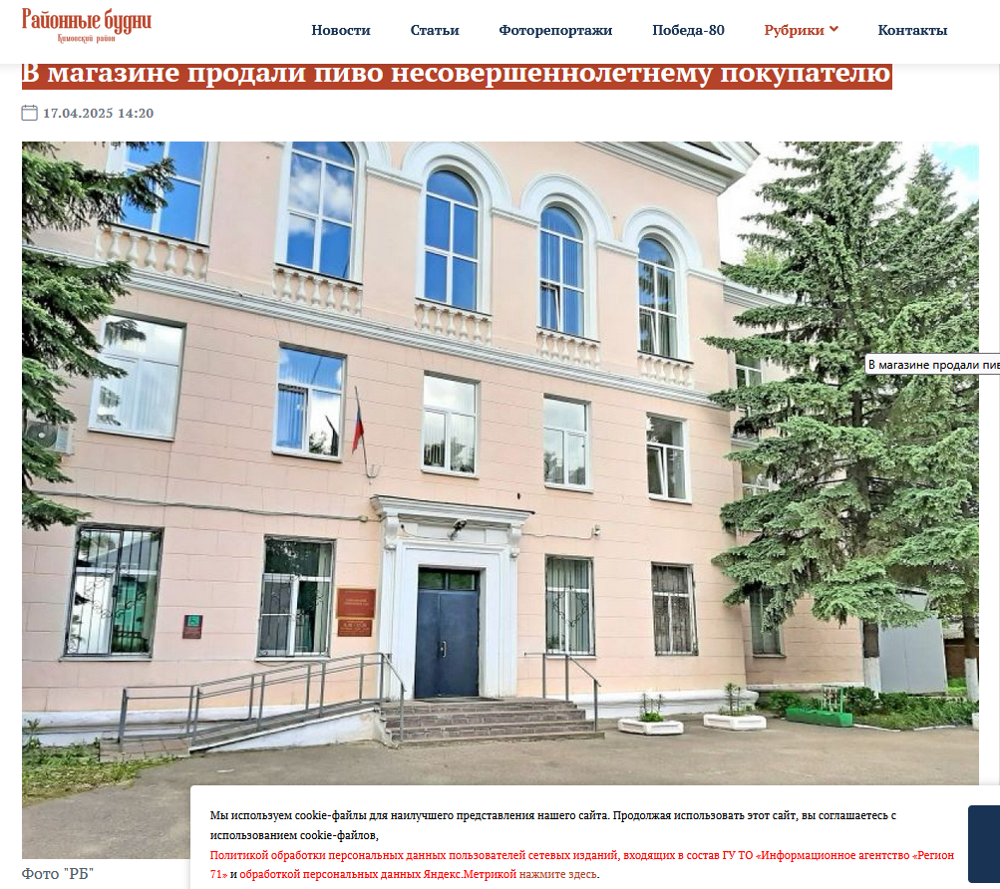 Районные будни
Кимовский район
Новости
Статьи
Фоторепортажи
Победа-80
Рубрики
Контакты
В магазине продали пиво несовершеннолетнему покупателю
17.04.2025 14:20
В магазине продали пив
Мы используем cookie-файлы для наилучшего представления нашего сайта. Продолжая использовать этот сайт, вы соглашаетесь с
использованием cookie-файлов,
Политикой обработки персональных данных пользователей сетевых изданий, входящих в состав ГУ ТО «Информационное агентство «Регион
71» и обработкой персональных данных Яндекс.Метрикой нажмите здесь.
Фото "РБ"